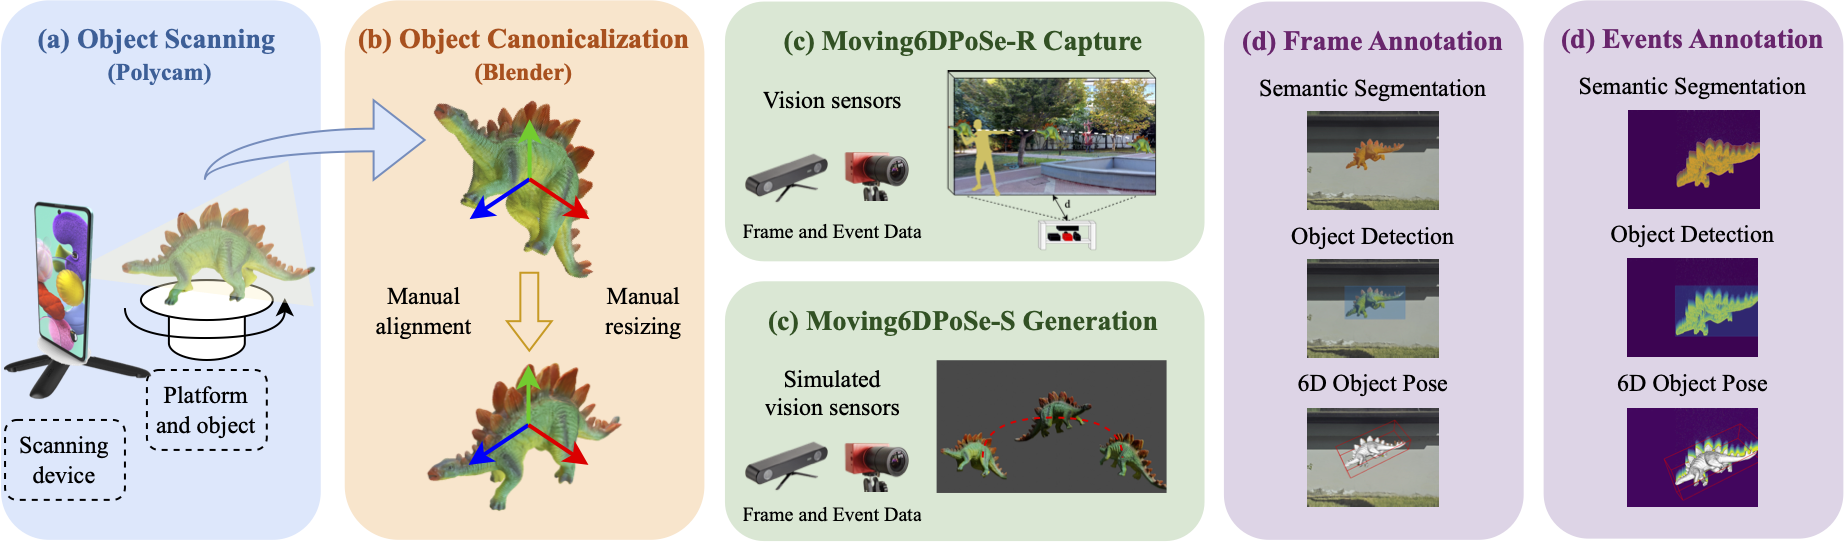 (a) Object Scanning
(Polycam)
Scanning
device
Platform
and object
(b) Object Canonicalization
(Blender)
Manual
alignment
Manual
resizing
(c) Moving6DPoSe-R Capture
Vision sensors
Frame and Event Data
d
(c) Moving6DPoSe-S Generation
Simulated
vision sensors
Frame and Event Data
(d) Frame Annotation
Semantic Segmentation
Object Detection
6D Object Pose
(d) Events Annotation
Semantic Segmentation
Object Detection
6D Object Pose